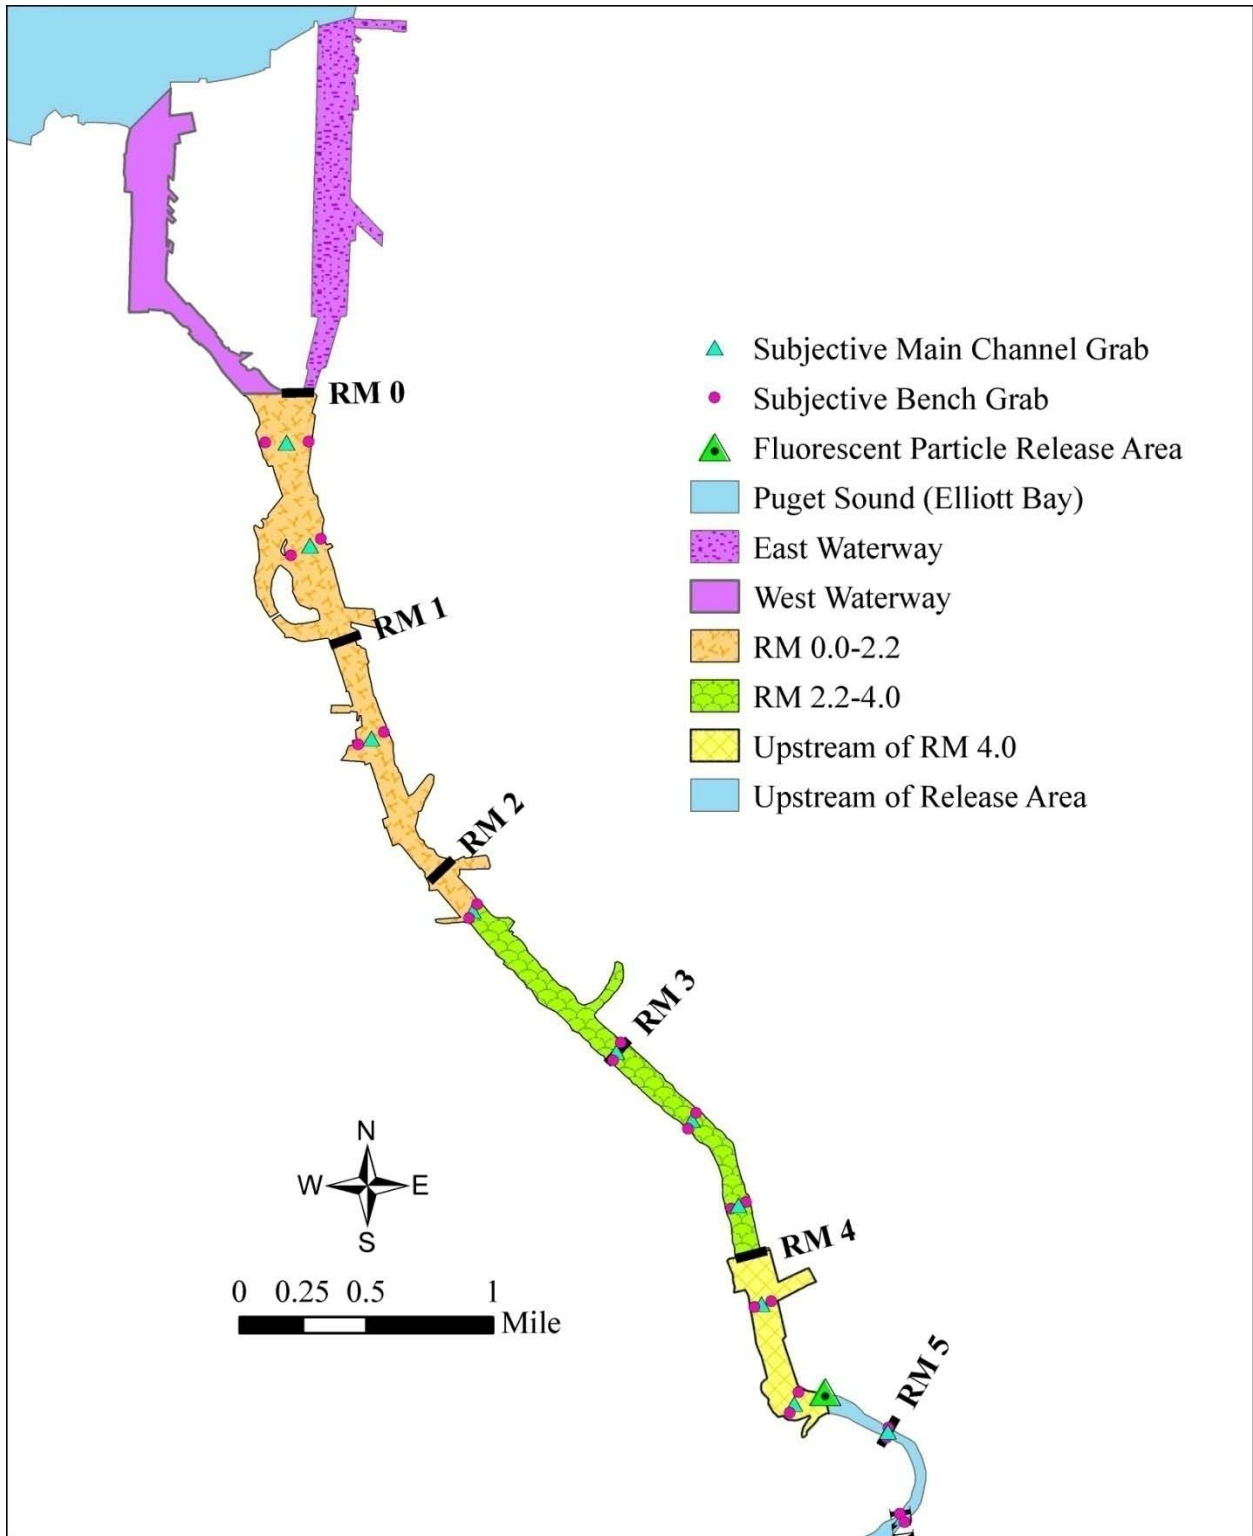 RM 0
Subjective Main Channel Grab
Subjective Bench Grab
Fluorescent Particle Release Area
Puget Sound (Elliott Bay)
East Waterway
West Waterway
RM 0.0-2.2
RM 2.2-4.0
Upstream of RM 4.0
Upstream of Release Area
RM 1
RM 2
RM 3
N
W E
S
RM 4
0 0.25 0.5 1
Mile
RM 5